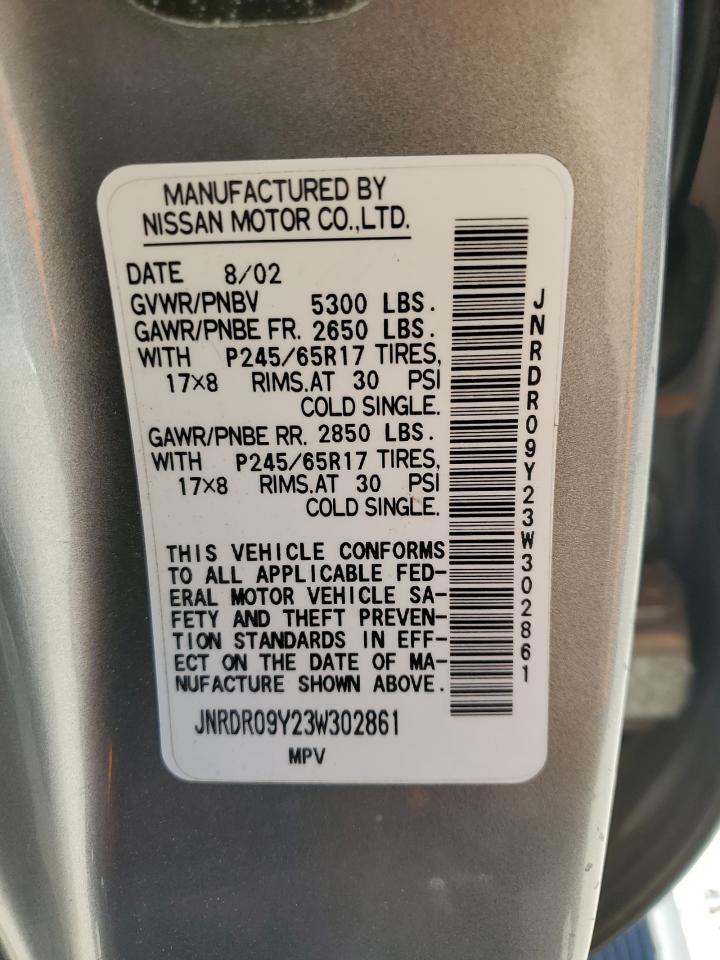 MANUFACTURED BY
NISSAN MOTOR CO.,LTD.
DATE 8/02
GVWR/PNBV 5300 LBS.
GAWR/PNBE FR. 2650 LBS.
WITH P245/65R17 TIRES,
17×8 RIMS.AT 30 PSI
COLD SINGLE.
GAWR/PNBE RR. 2850 LBS.
WITH P245/65R17 TIRES,
17×8 RIMS.AT 30 PSI
COLD SINGLE.
THIS VEHICLE CONFORMS
TO ALL APPLICABLE FED-
ERAL MOTOR VEHICLE SA-
FETY AND THEFT PREVEN-
TION STANDARDS IN EFF-
ECT ON THE DATE OF MA-
NUFACTURE SHOWN ABOVE.
JNRDR09Y23W302861
MPV
JNRDR09Y23W302861